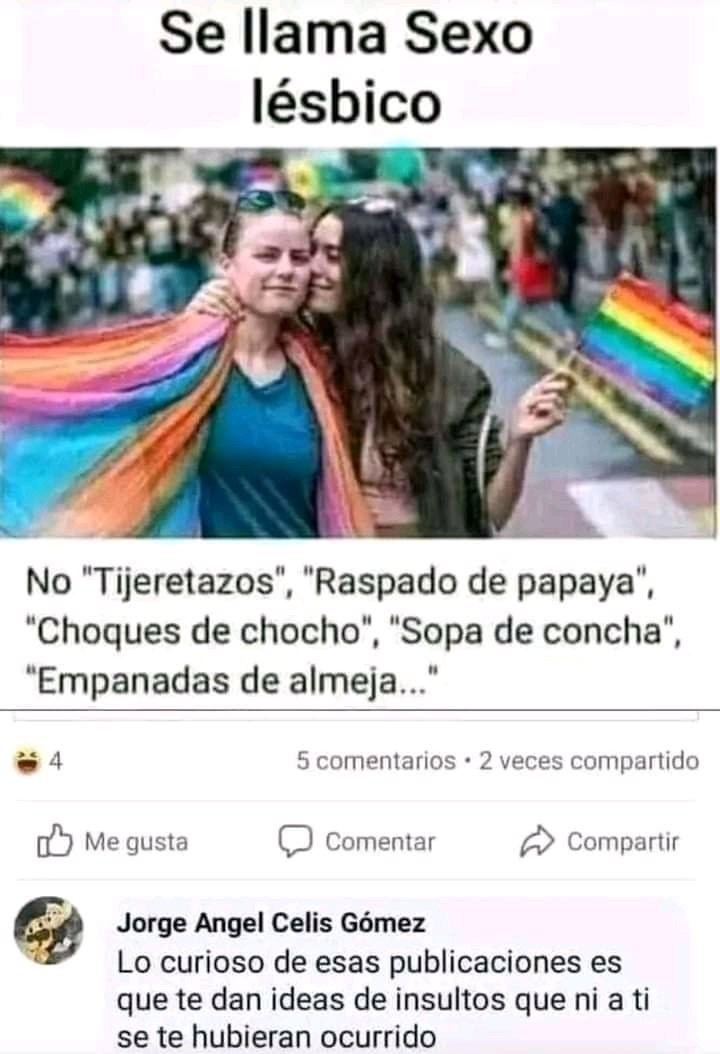 Se llama Sexo
lésbico
No "Tijeretazos", "Raspado de papaya",
"Choques de chocho", "Sopa de concha",
"Empanadas de almeja..."
4
5 comentarios • 2 veces compartido
Me gusta
Comentar
Compartir
Jorge Angel Celis Gómez
Lo curioso de esas publicaciones es
que te dan ideas de insultos que ni a ti
se te hubieran ocurrido